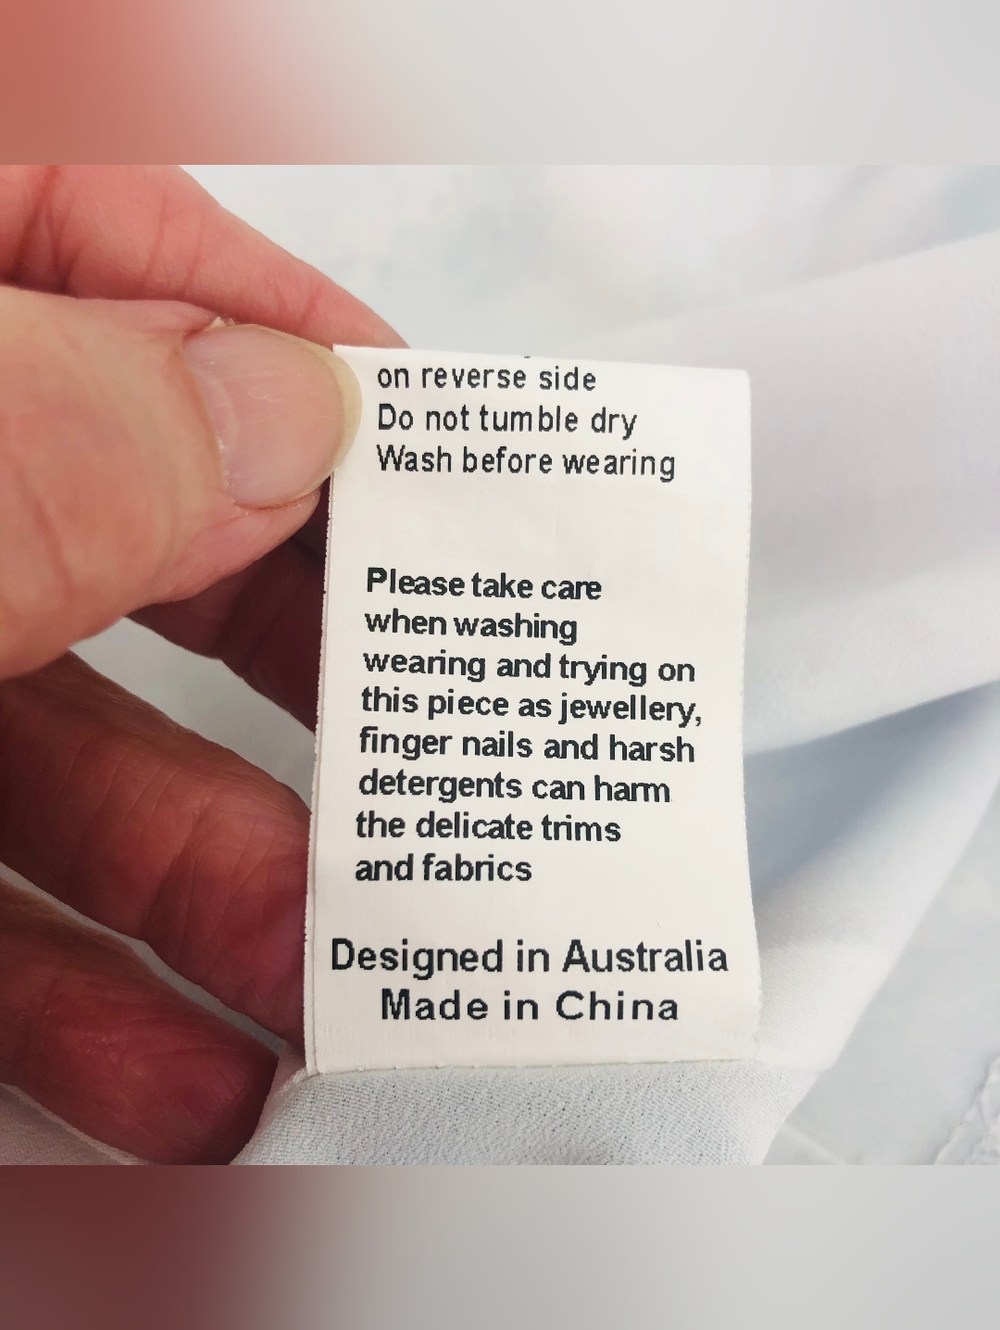 on reverse side
Do not tumble dry
Wash before wearing
Please take care
when washing
wearing and trying on
this piece as jewellery,
finger nails and harsh
detergents can harm
the delicate trims
and fabrics
Designed in Australia
Made in China